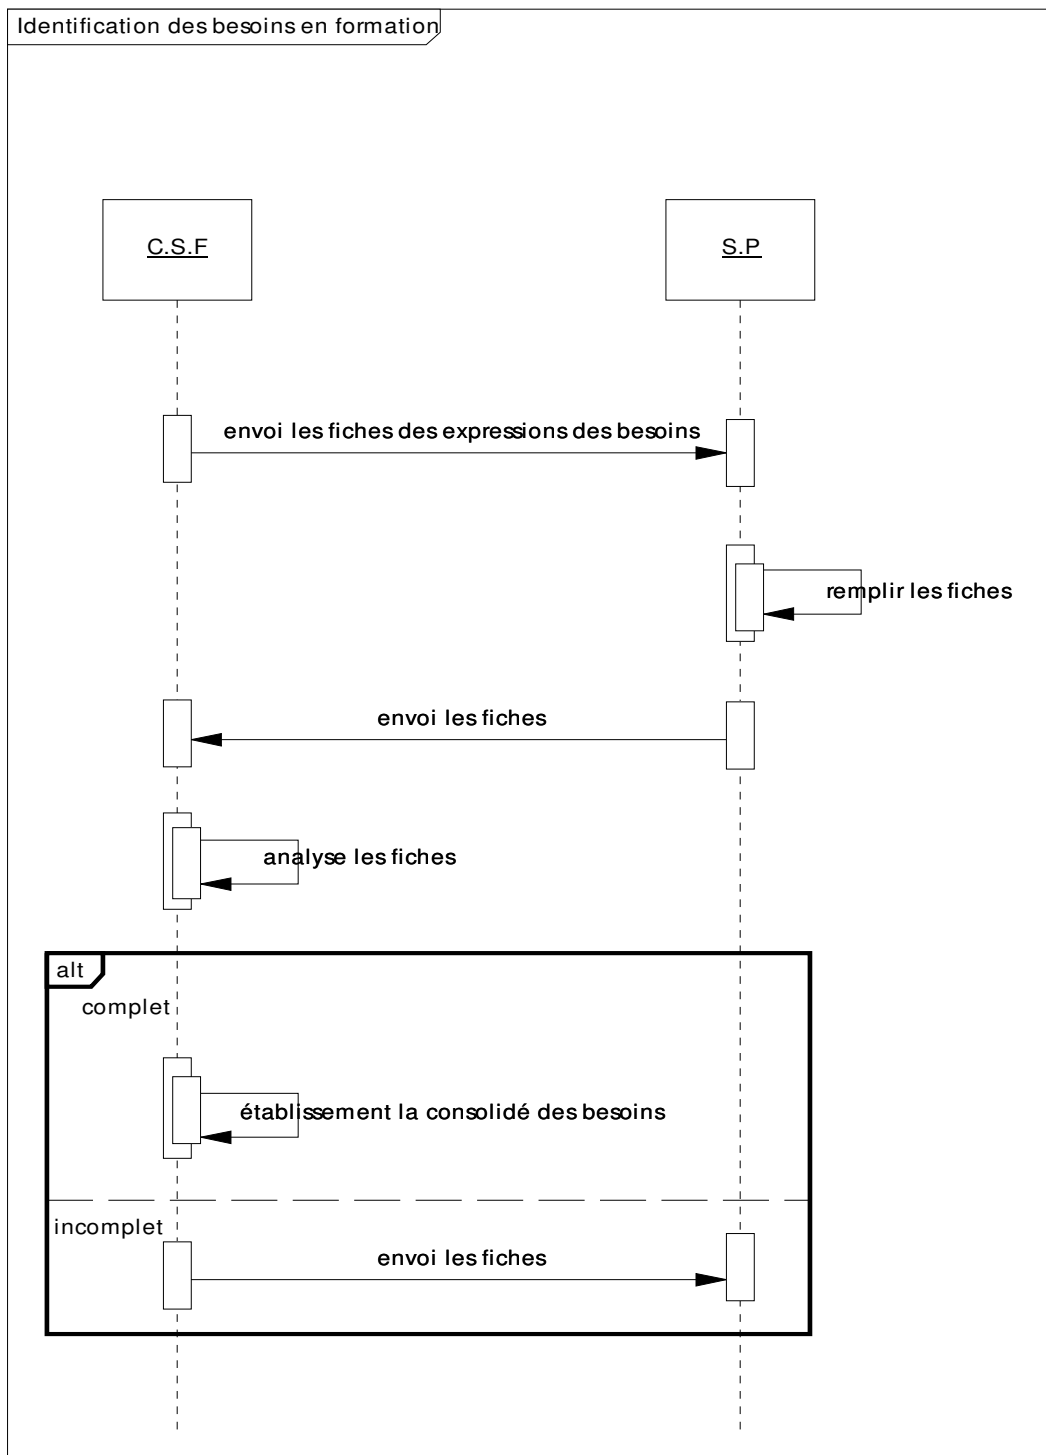 Identification des besoins en formation
C.S.F
S.P
envoi les fiches des expressions des besoins
remplir les fiches
envoi les fiches
analyse les fiches
alt
complet
établissement la consolidé des besoins
incomplet
envoi les fiches